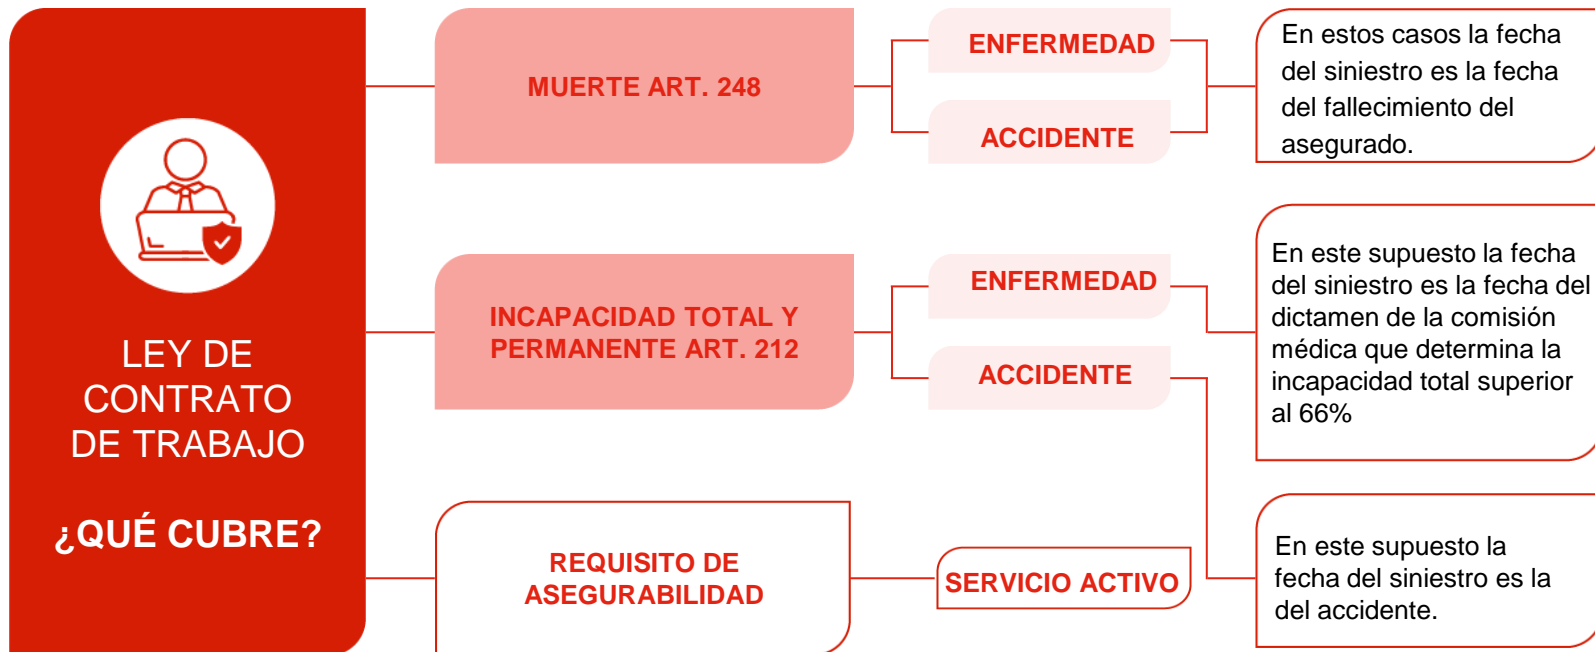 LEY DE
CONTRATO
DE TRABAJO
¿QUÉ CUBRE?
MUERTE ART. 248
ENFERMEDAD
ACCIDENTE
En estos casos la fecha
del siniestro es la fecha
del fallecimiento del
asegurado.
INCAPACIDAD TOTAL Y
PERMANENTE ART. 212
ENFERMEDAD
ACCIDENTE
En este supuesto la fecha
del siniestro es la fecha del
dictamen de la comisión
médica que determina la
incapacidad total superior
al 66%
REQUISITO DE
ASEGURABILIDAD
SERVICIO ACTIVO
En este supuesto la
fecha del siniestro es la
del accidente.